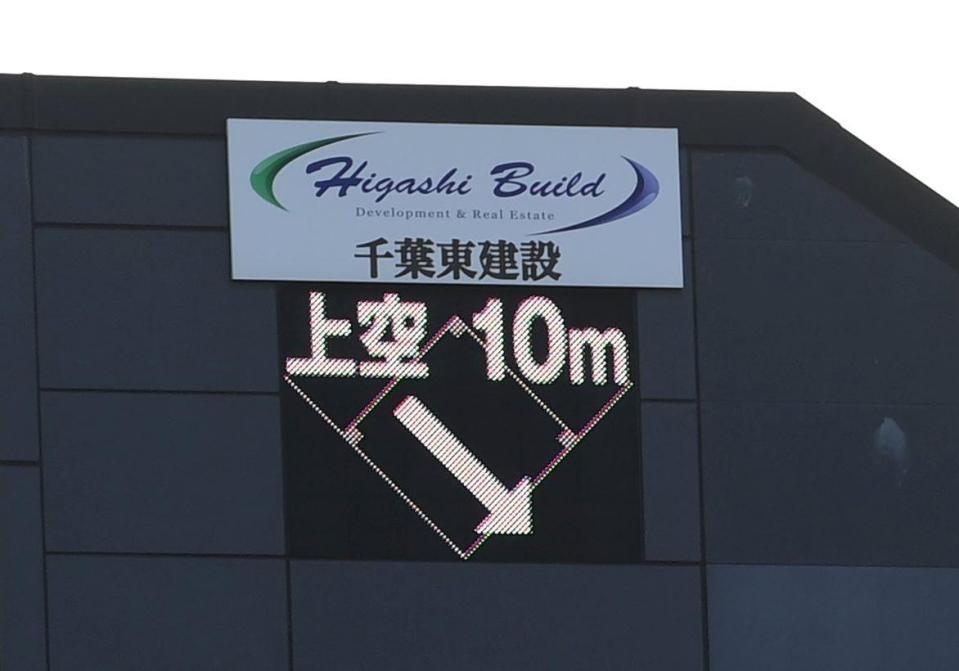 Higashi Build
Development & Real Estate
千葉東建設
上空 10m